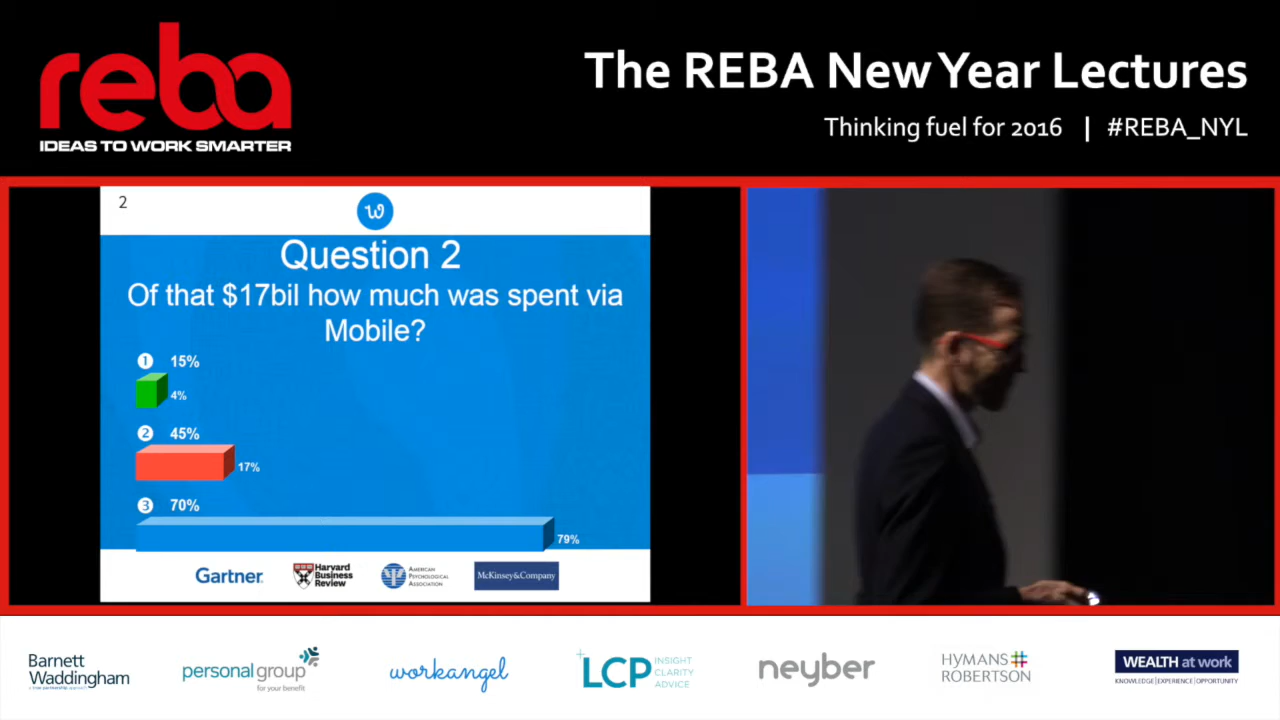 reba
IDEAS TO WORK SMARTER
The REBA New Year Lectures
Thinking fuel for 2016 | #REBA_NYL
2
w
Question 2
Of that $17bil how much was spent via
Mobile?
1 15%
4%
2 45%
17%
3 70%
79%
Gartner
Harvard
Business
Review
AMERICAN
PSYCHOLOGICAL
ASSOCIATION
McKinsey&Company
Barnett
Waddingham
personal group
for your benefit
workangel
LCP INSIGHT
CLARITY
ADVICE
neyber
HYMANS
ROBERTSON
WEALTH at work
KNOWLEDGE | EXPERIENCE | OPPORTUNITY